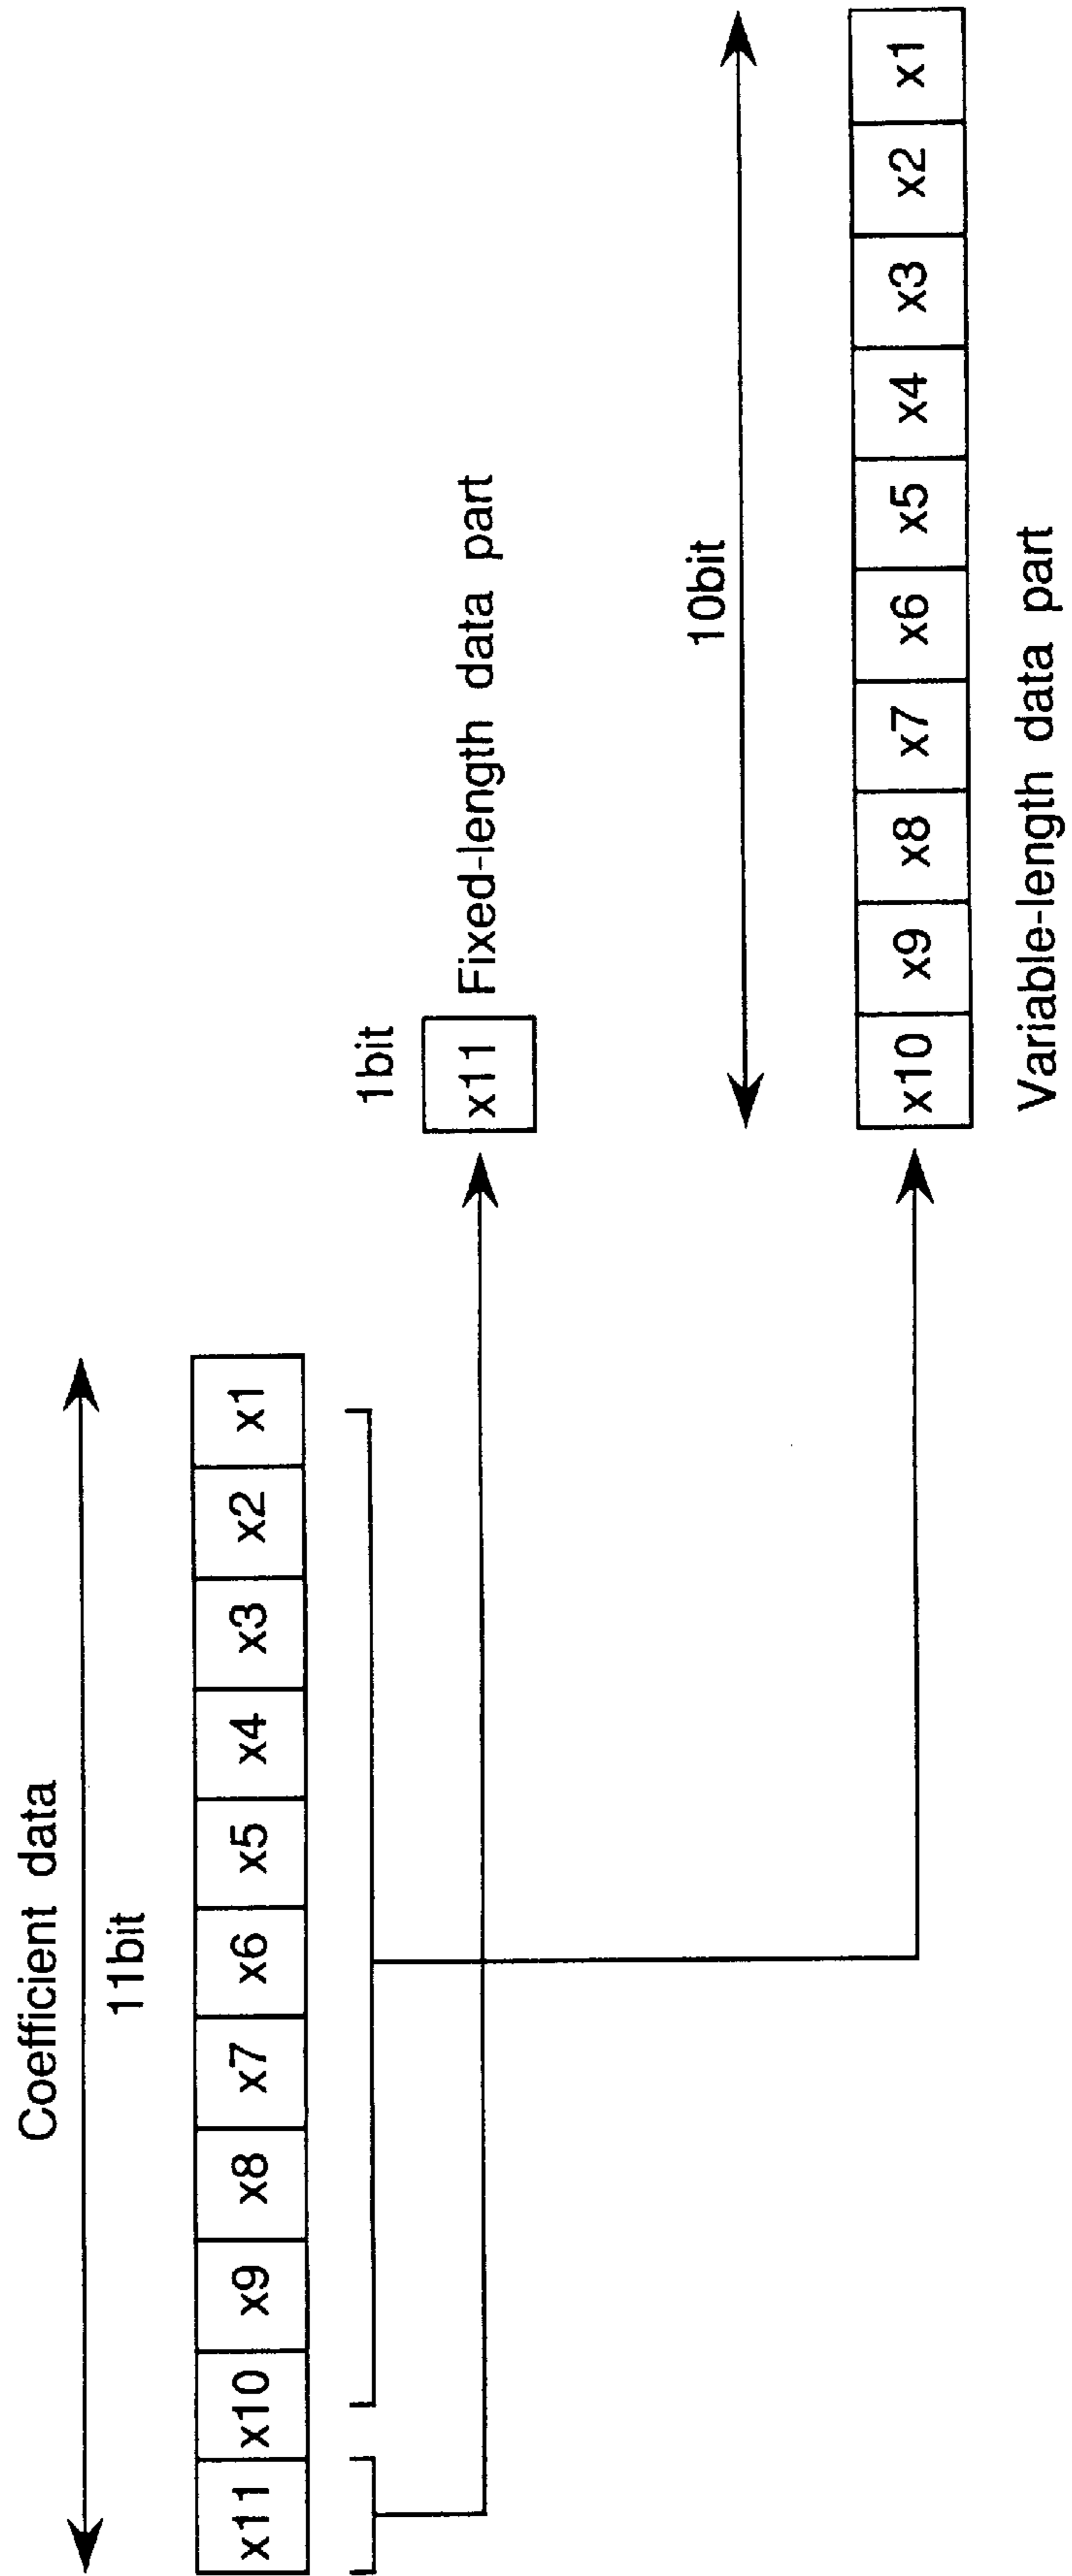 Coefficient data
11bit
x11 x10 x9 x8 x7 x6 x5 x4 x3 x2 x1
1bit
x11 Fixed-length data part
10bit
x10 x9 x8 x7 x6 x5 x4 x3 x2 x1
Variable-length data part